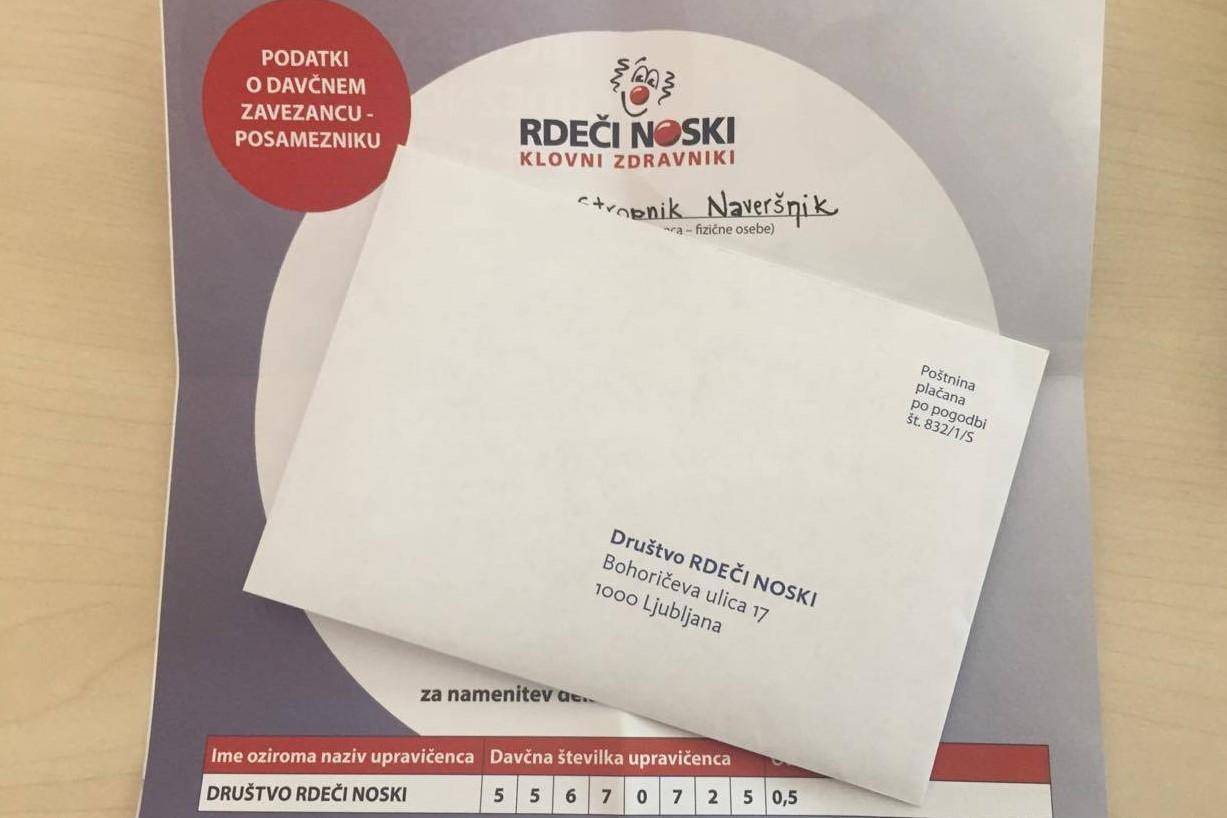 PODATKI
O DAVČNEM
ZAVEZANCU -
POSAMEZNIKU
RDEČI NOSKI
KLOVNI ZDRAVNIKI
Naveršnik
– fizične osebe)
Poštnina
plačana
po pogodbi
št. 832/1/S
Društvo RDEČI NOSKI
Bohoričeva ulica 17
1000 Ljubljana
za namenitev
Ime oziroma naziv upravičenca Davčna številka upravičenca
DRUŠTVO RDEČI NOSKI 5 5 6 7 0 7 2 5 0,5